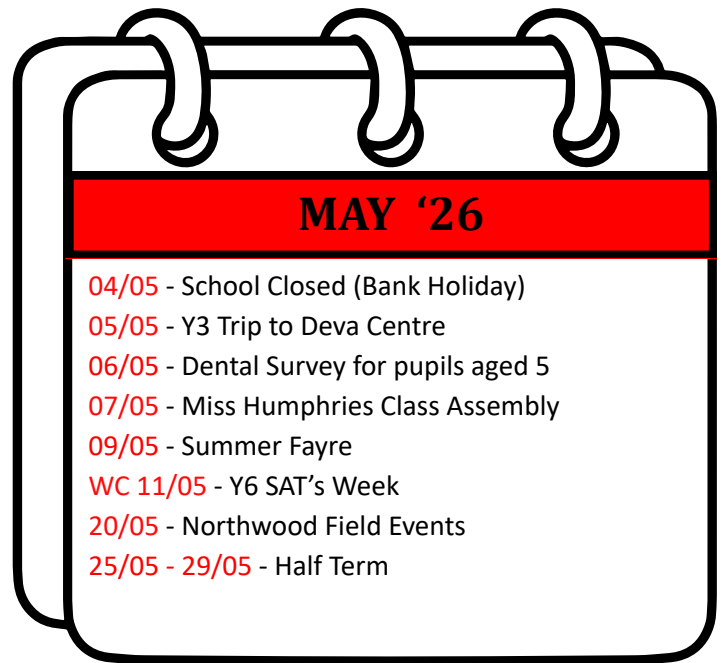 MAY ‘26
04/05 - School Closed (Bank Holiday)
05/05 - Y3 Trip to Deva Centre
06/05 - Dental Survey for pupils aged 5
07/05 - Miss Humphries Class Assembly
09/05 - Summer Fayre
WC 11/05 - Y6 SAT’s Week
20/05 - Northwood Field Events
25/05 - 29/05 - Half Term